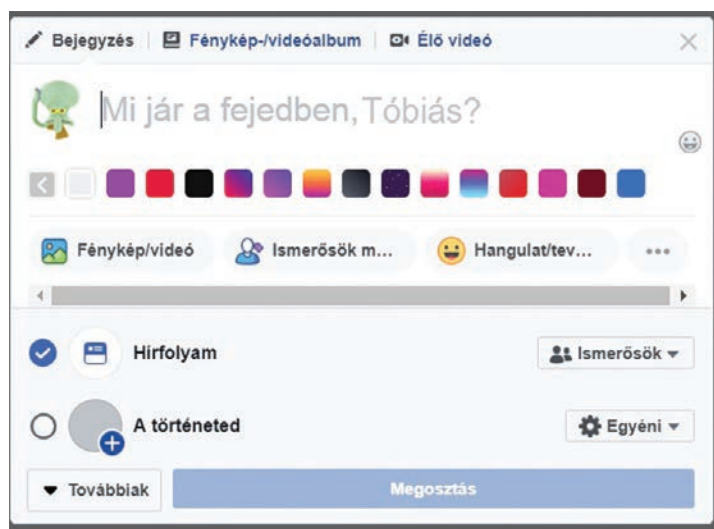 Bejegyzés Fénykép-/videóalbum Élő videó
Mi jár a fejedben, Tóbiás?
Fénykép/videó Ismerősök m... Hangulat/tev...
Hírfolyam Ismerősök
A történeted Egyéni
Továbbiak Megosztás